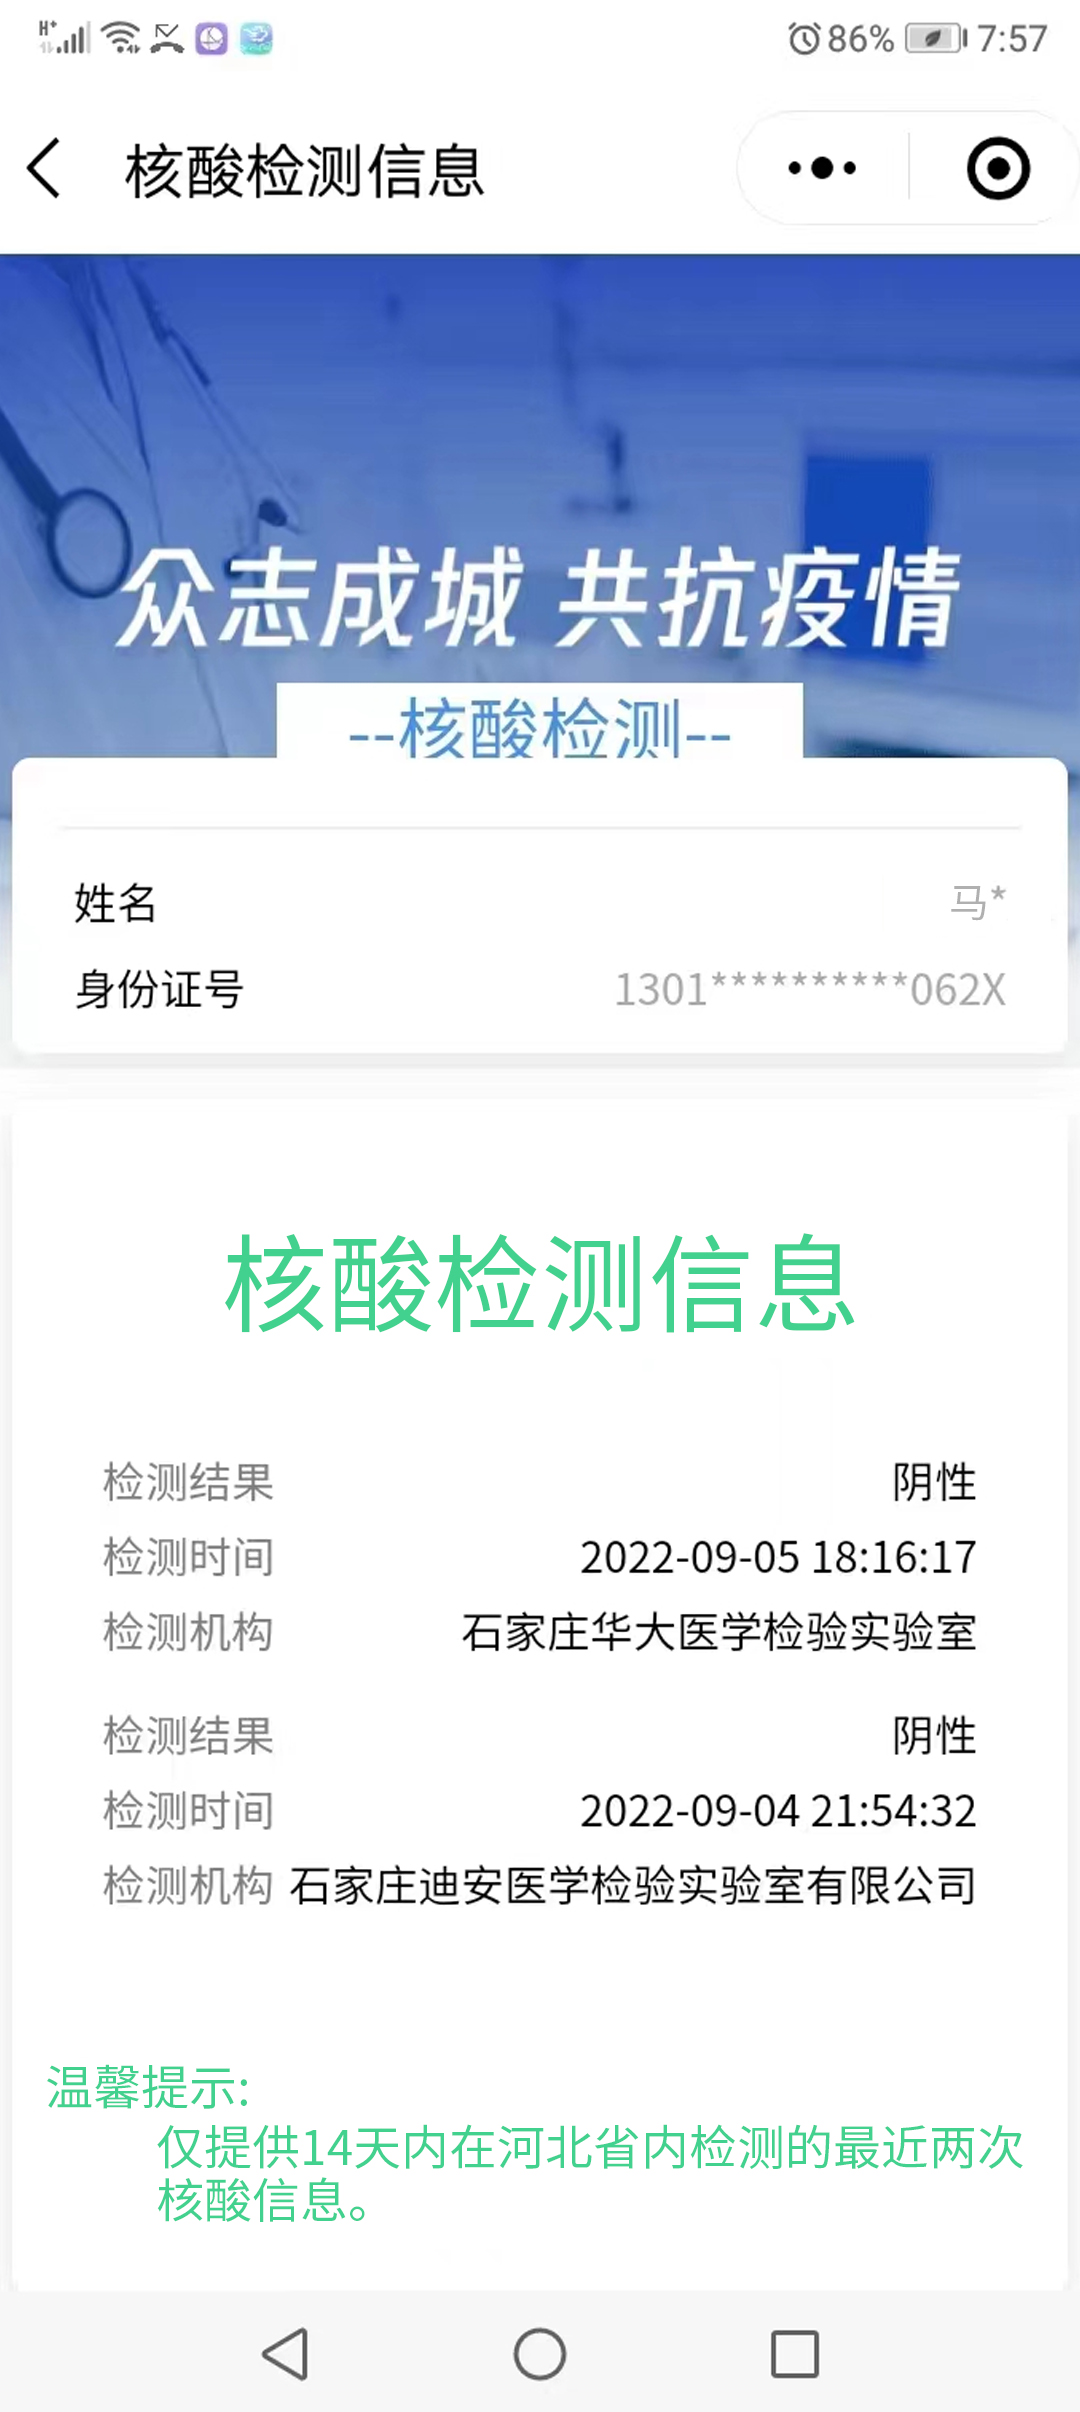 H+ 86% 7:57
核酸检测信息
众志成城 共抗疫情
--核酸检测--
姓名 马*
身份证号 1301**********062X
核酸检测信息
检测结果 阴性
检测时间 2022-09-05 18:16:17
检测机构 石家庄华大医学检验实验室
检测结果 阴性
检测时间 2022-09-04 21:54:32
检测机构 石家庄迪安医学检验实验室有限公司
温馨提示:
仅提供14天内在河北省内检测的最近两次
核酸信息。